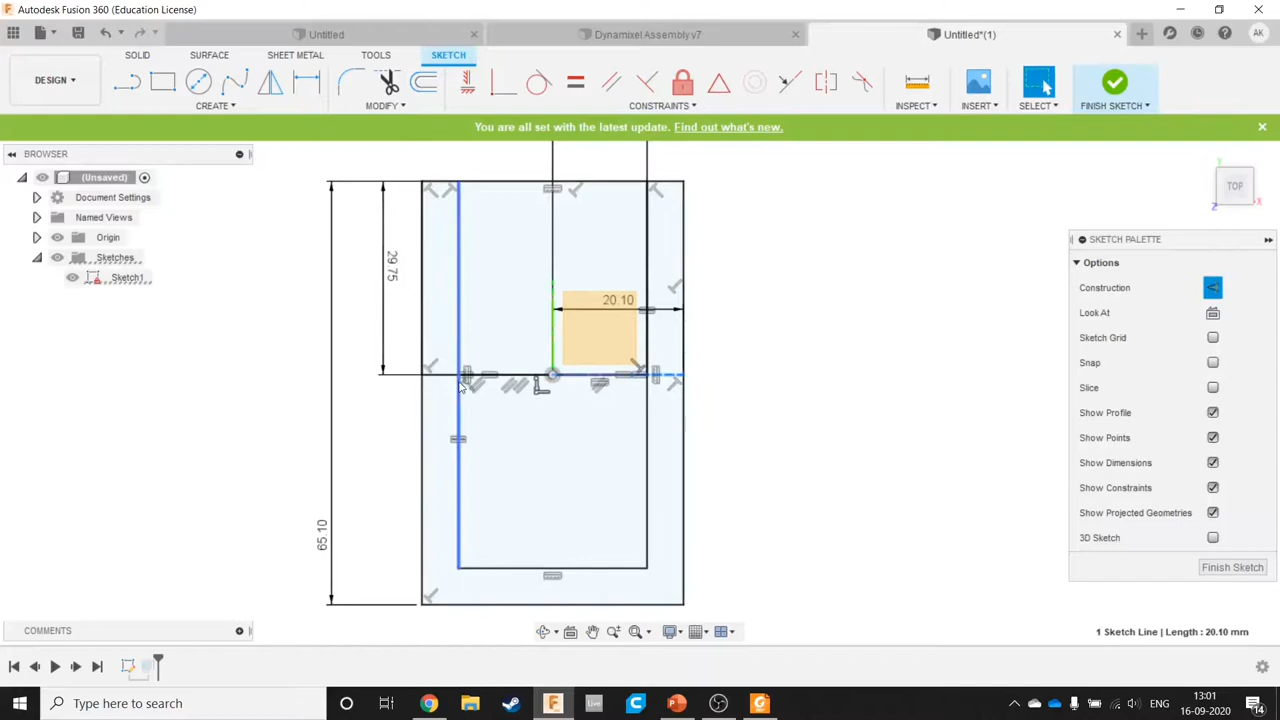 Autodesk Fusion 360 (Education License)
Untitled
Dynamixel Assembly v7
Untitled*(1)
AK
DESIGN
SOLID
SURFACE
SHEET METAL
TOOLS
SKETCH
CREATE
MODIFY
CONSTRAINTS
INSPECT
INSERT
SELECT
FINISH SKETCH
You are all set with the latest update. Find out what's new.
BROWSER
(Unsaved)
Document Settings
Named Views
Origin
Sketches
Sketch1
29.75
65.10
20.10
Y
TOP
Z
X
SKETCH PALETTE
Options
Construction
Look At
Sketch Grid
Snap
Slice
Show Profile
Show Points
Show Dimensions
Show Constraints
Show Projected Geometries
3D Sketch
Finish Sketch
COMMENTS
1 Sketch Line | Length : 20.10 mm
Type here to search
Live
ENG
13:01
16-09-2020